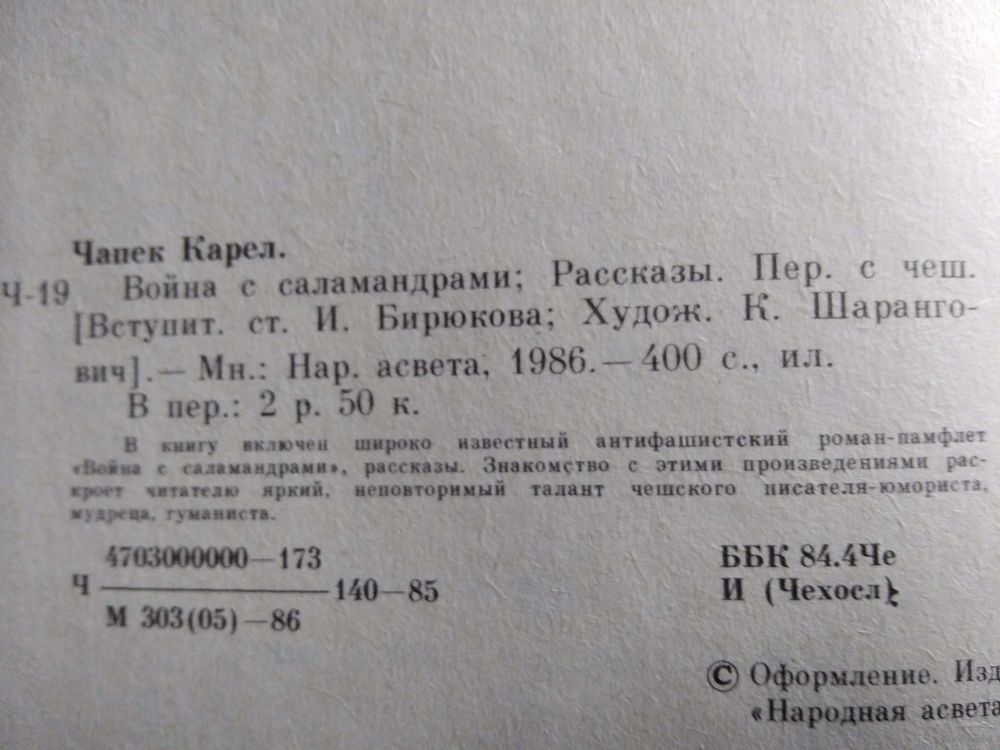 Чапек Карел.
Ч-19 Война с саламандрами; Рассказы. Пер. с чеш.
[Вступит. ст. И. Бирюкова; Худож. К. Шаранго-
вич].— Мн.: Нар. асвета, 1986.— 400 с., ил.
В пер.: 2 р. 50 к.
В книгу включен широко известный антифашистский роман-памфлет
«Война с саламандрами», рассказы. Знакомство с этими произведениями рас-
кроет читателю яркий, неповторимый талант чешского писателя-юмориста,
мудреца, гуманиста.
4703000000—173
Ч ——— 140—85
М 303(05)—86
ББК 84.4Че
И (Чехосл)
© Оформление. Изд
«Народная асвета